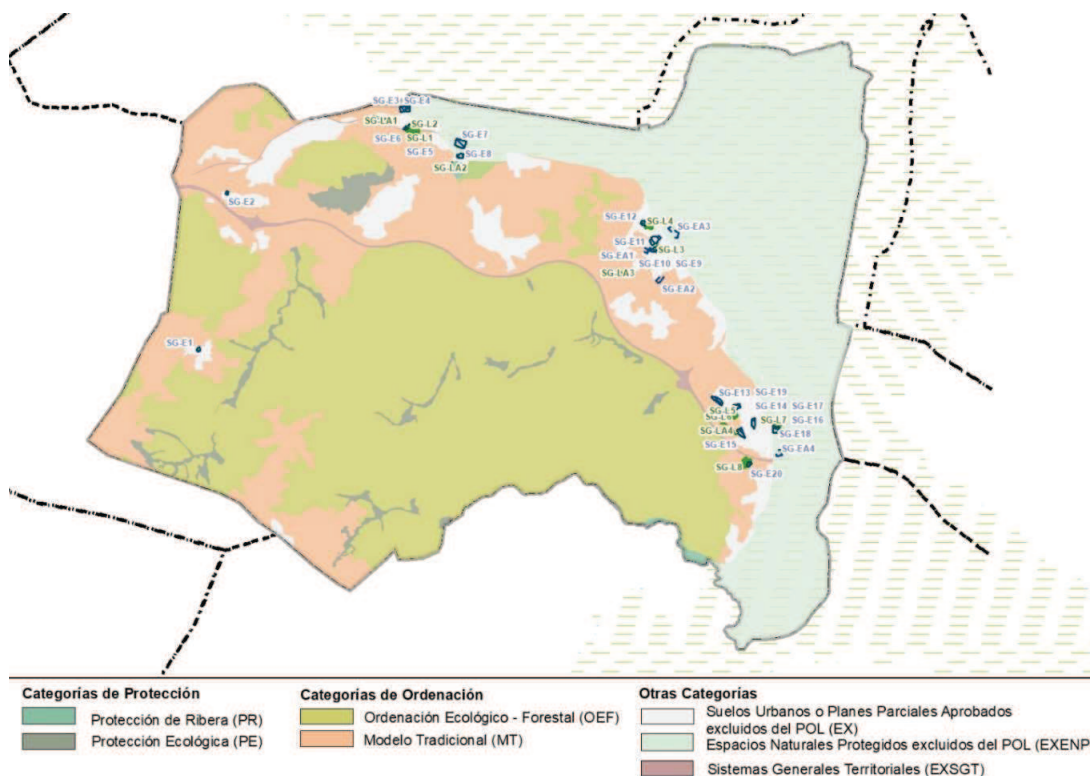 SG-E3 SG-E4
SG-LA1 SG-L2
SG-E6 SG-L1 SG-E7
SG-E5 SG-E8
SG-LA2
SG-E2
SG-E12 SG-L4 SG-EA3
SG-E11 SG-L3
SG-EA1 SG-E10 SG-E9
SG-LA3
SG-EA2
SG-E1
SG-E13 SG-E19
SG-L5 SG-E14 SG-E17
SG-L7 SG-E16
SG-LA4 SG-E18
SG-E15
SG-EA4
SG-L8
SG-E20
Categorías de Protección
Protección de Ribera (PR)
Protección Ecológica (PE)
Categorías de Ordenación
Ordenación Ecológico - Forestal (OEF)
Modelo Tradicional (MT)
Otras Categorías
Suelos Urbanos o Planes Parciales Aprobados
excluidos del POL (EX)
Espacios Naturales Protegidos excluidos del POL (EXENP
Sistemas Generales Territoriales (EXSGT)